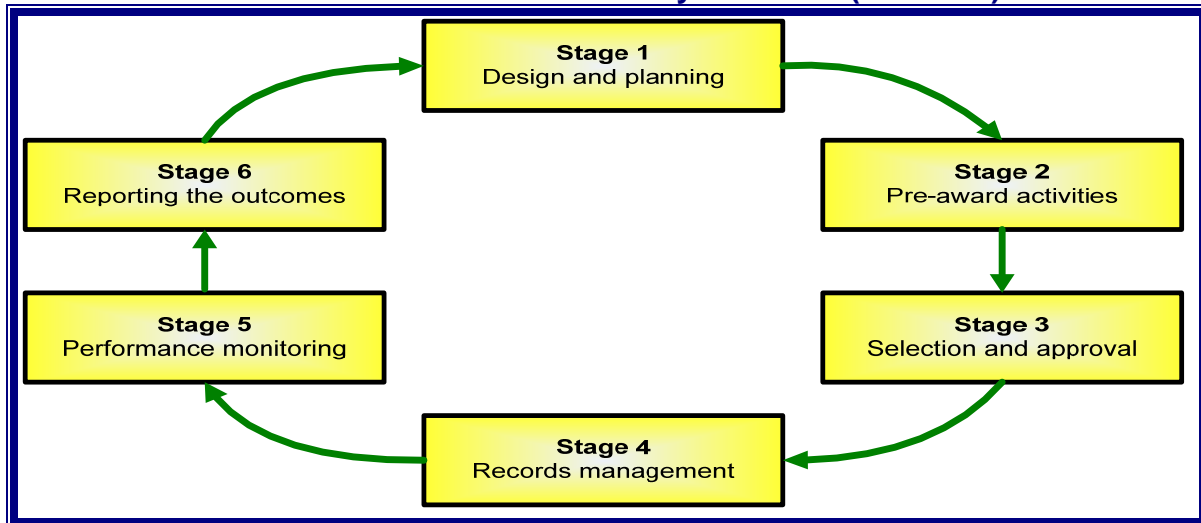 Stage 1
Design and planning
Stage 2
Pre-award activities
Stage 3
Selection and approval
Stage 4
Records management
Stage 5
Performance monitoring
Stage 6
Reporting the outcomes